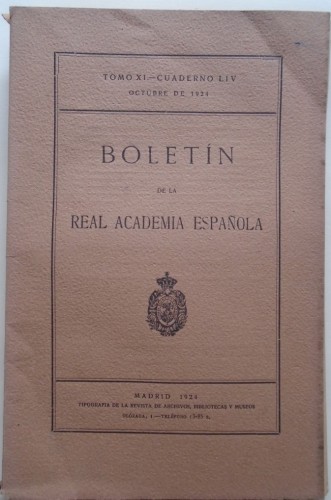 TOMO XI.—CUADERNO LIV
OCTUBRE DE 1924
BOLETÍN
DE LA
REAL ACADEMIA ESPAÑOLA
MADRID 1924
TIPOGRAFÍA DE LA REVISTA DE ARCHIVOS, BIBLIOTECAS Y MUSEOS
OLÓZAGA, 1.—TELÉFONO